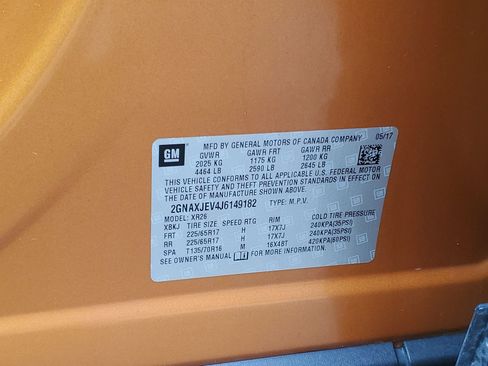 GM
MFD BY GENERAL MOTORS OF CANADA COMPANY 05/17
GVWR GAWR FRT GAWR RR
2025 KG 1175 KG 1200 KG
4464 LB 2590 LB 2645 LB
THIS VEHICLE CONFORMS TO ALL APPLICABLE U.S. FEDERAL MOTOR
VEHICLE SAFETY AND THEFT PREVENTION STANDARDS IN EFFECT ON
THE DATE OF MANUFACTURE SHOWN ABOVE.
2GNAXJEV4J6149182 TYPE: M.P.V.
MODEL: XR26
XBKJ TIRE SIZE SPEED RTG RIM COLD TIRE PRESSURE
FRT 225/65R17 H 17X7J 240KPA(35PSI)
RR 225/65R17 H 17X7J 240KPA(35PSI)
SPA T135/70R16 M 16X4BT 420KPA(60PSI)
SEE OWNER'S MANUAL